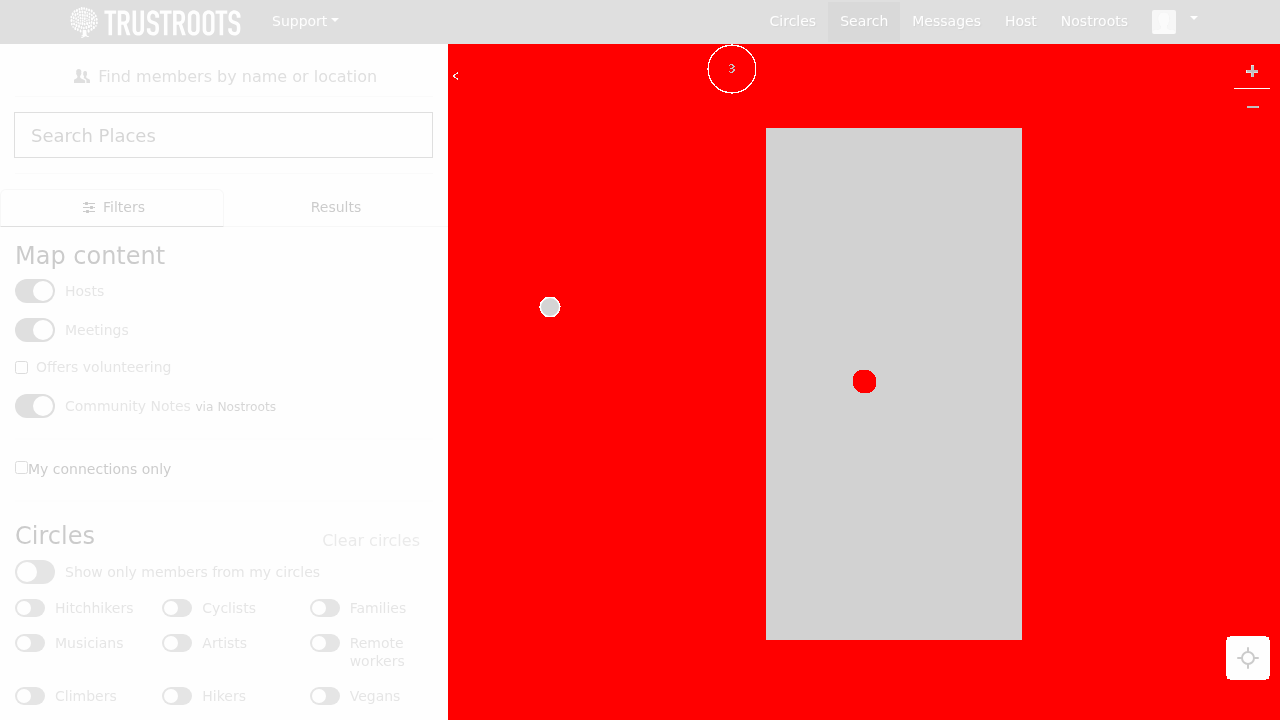 TRUSTROOTS Support Circles Search Messages Host Nostroots
Find members by name or location
Search Places
Filters Results
Map content
Hosts
Meetings
Offers volunteering
Community Notes via Nostroots
My connections only
Circles Clear circles
Show only members from my circles
Hitchhikers Cyclists Families
Musicians Artists Remote workers
Climbers Hikers Vegans
<
3
+
−